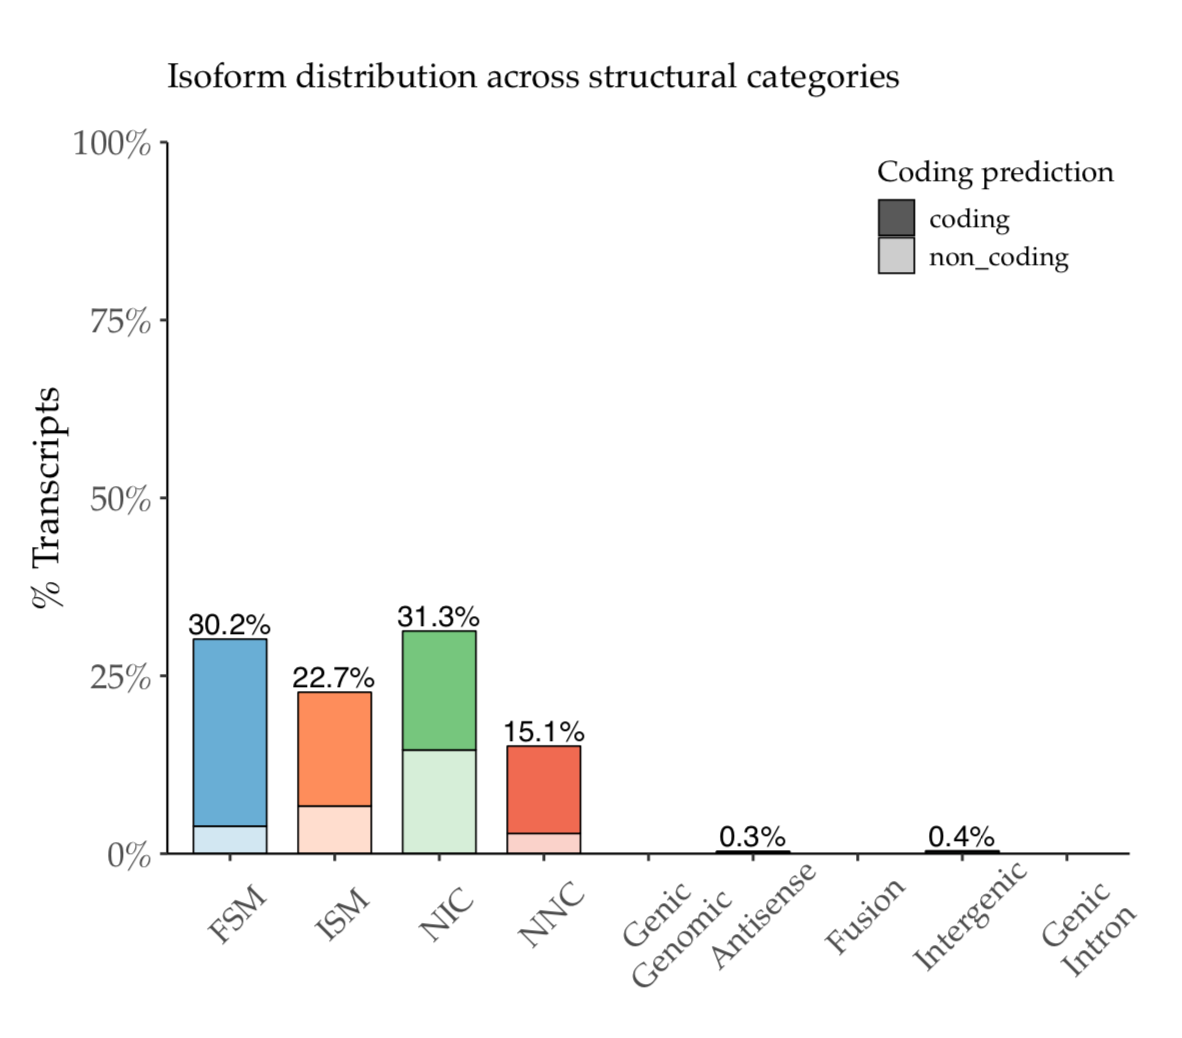 Isoform distribution across structural categories
100%
75%
50%
25%
0%
% Transcripts
Coding prediction
coding
non_coding
30.2%
22.7%
31.3%
15.1%
0.3%
0.4%
FSM
ISM
NIC
NNC
Genic
Genomic
Antisense
Fusion
Intergenic
Genic
Intron